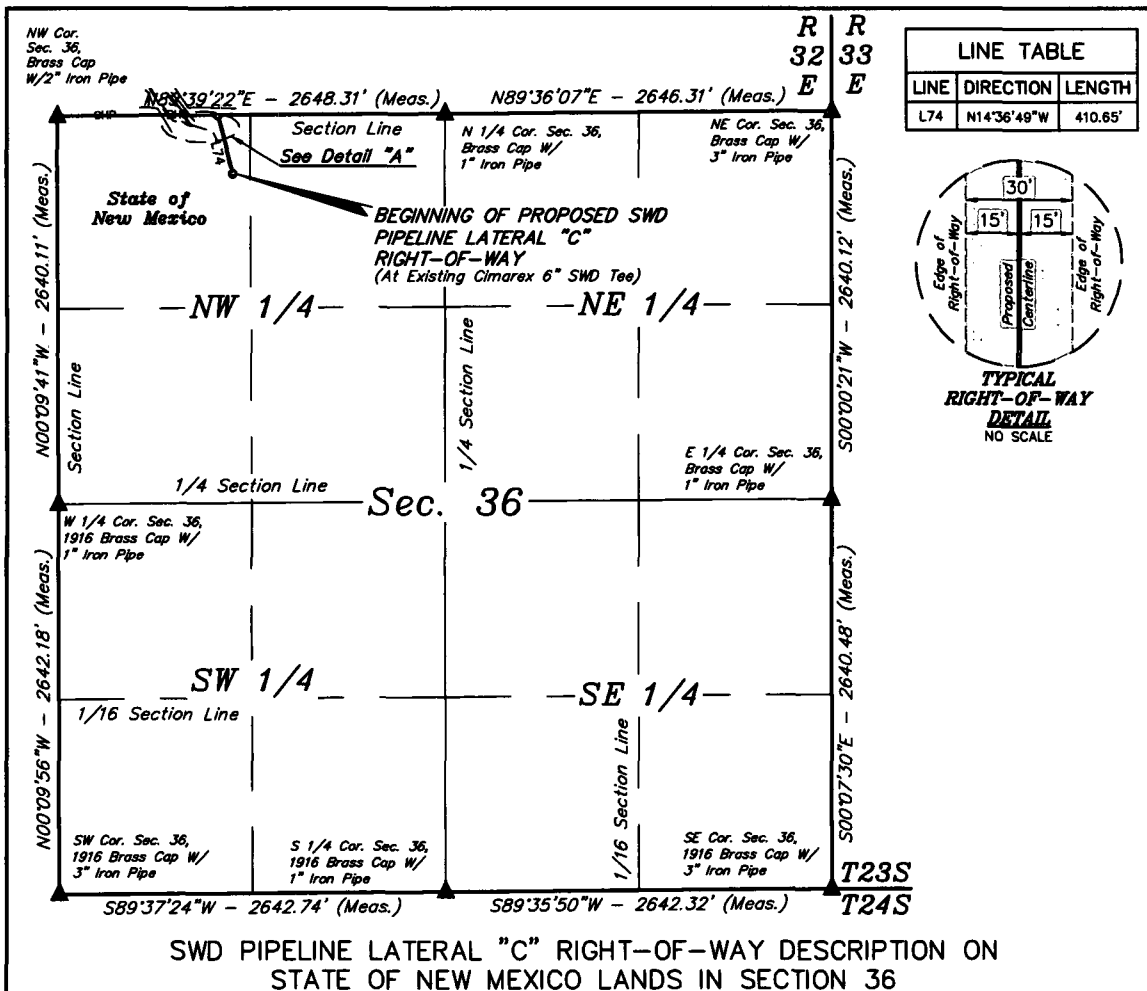 NW Cor.
Sec. 36,
Brass Cap
W/2" Iron Pipe
R R
32 33
E E
N89°39'22"E - 2648.31' (Meas.)
N89°36'07"E - 2646.31' (Meas.)
OHP
Section Line
See Detail "A"
L74
N 1/4 Cor. Sec. 36,
Brass Cap W/
1" Iron Pipe
NE Cor. Sec. 36,
Brass Cap W/
3" Iron Pipe
State of
New Mexico
BEGINNING OF PROPOSED SWD
PIPELINE LATERAL "C"
RIGHT-OF-WAY
(At Existing Cimarex 6" SWD Tee)
N00°09'41"W - 2640.11' (Meas.)
Section Line
NW 1/4
NE 1/4
1/4 Section Line
S00°00'21"W - 2640.12' (Meas.)
E 1/4 Cor. Sec. 36,
Brass Cap W/
1" Iron Pipe
1/4 Section Line
Sec. 36
W 1/4 Cor. Sec. 36,
1916 Brass Cap W/
1" Iron Pipe
N00°09'56"W - 2642.18' (Meas.)
SW 1/4
SE 1/4
1/16 Section Line
1/16 Section Line
S00°07'30"E - 2640.48' (Meas.)
SW Cor. Sec. 36,
1916 Brass Cap W/
3" Iron Pipe
S 1/4 Cor. Sec. 36,
1916 Brass Cap W/
1" Iron Pipe
SE Cor. Sec. 36,
1916 Brass Cap W/
3" Iron Pipe
T23S
T24S
S89°37'24"W - 2642.74' (Meas.)
S89°35'50"W - 2642.32' (Meas.)
LINE TABLE
LINE DIRECTION LENGTH
L74 N14°36'49"W 410.65'
30'
15' 15'
Edge of
Right-of-Way
Proposed
Centerline
Edge of
Right-of-Way
TYPICAL
RIGHT-OF-WAY
DETAIL
NO SCALE
SWD PIPELINE LATERAL "C" RIGHT-OF-WAY DESCRIPTION ON
STATE OF NEW MEXICO LANDS IN SECTION 36